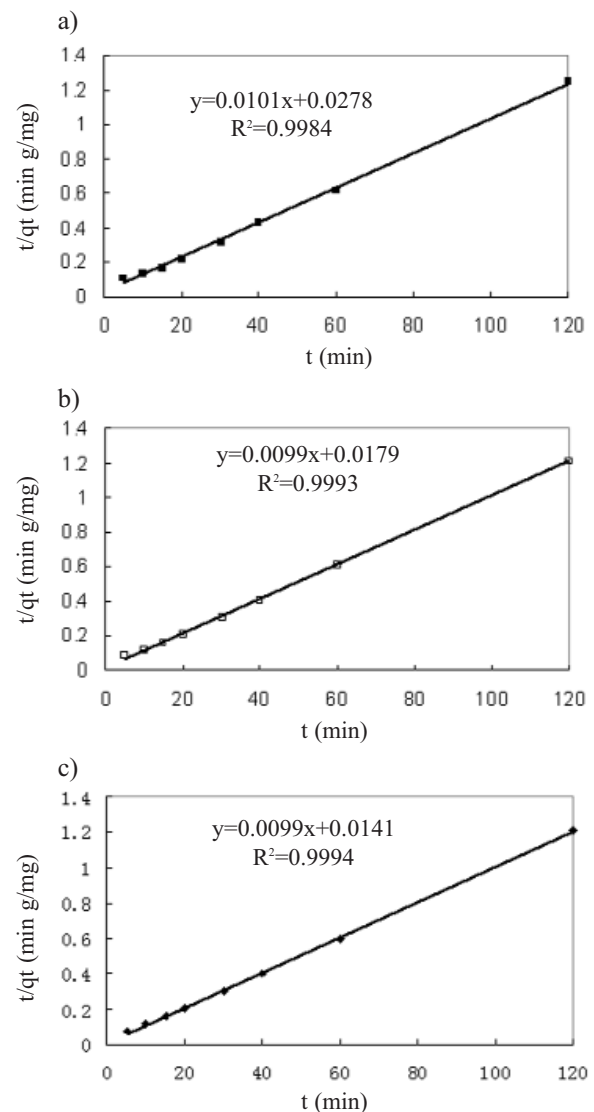 a)
1.4
1.2
1
0.8
0.6
0.4
0.2
0
y=0.0101x+0.0278
R²=0.9984
t/qt (min g/mg)
0 20 40 60 80 100 120
t (min)
b)
1.4
1.2
1
0.8
0.6
0.4
0.2
0
y=0.0099x+0.0179
R²=0.9993
t/qt (min g/mg)
0 20 40 60 80 100 120
t (min)
c)
1.4
1.2
1
0.8
0.6
0.4
0.2
0
y=0.0099x+0.0141
R²=0.9994
t/qt (min g/mg)
0 20 40 60 80 100 120
t (min)